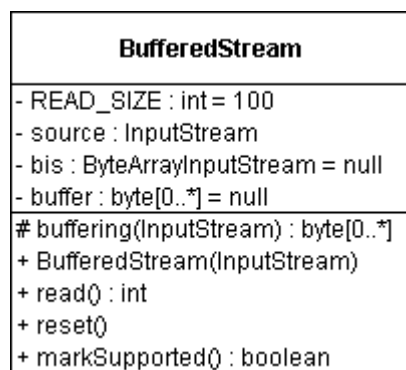 BufferedStream
- READ_SIZE : int = 100
- source : InputStream
- bis : ByteArrayInputStream = null
- buffer : byte[0..*] = null
# buffering(InputStream) : byte[0..*]
+ BufferedStream(InputStream)
+ read() : int
+ reset()
+ markSupported() : boolean